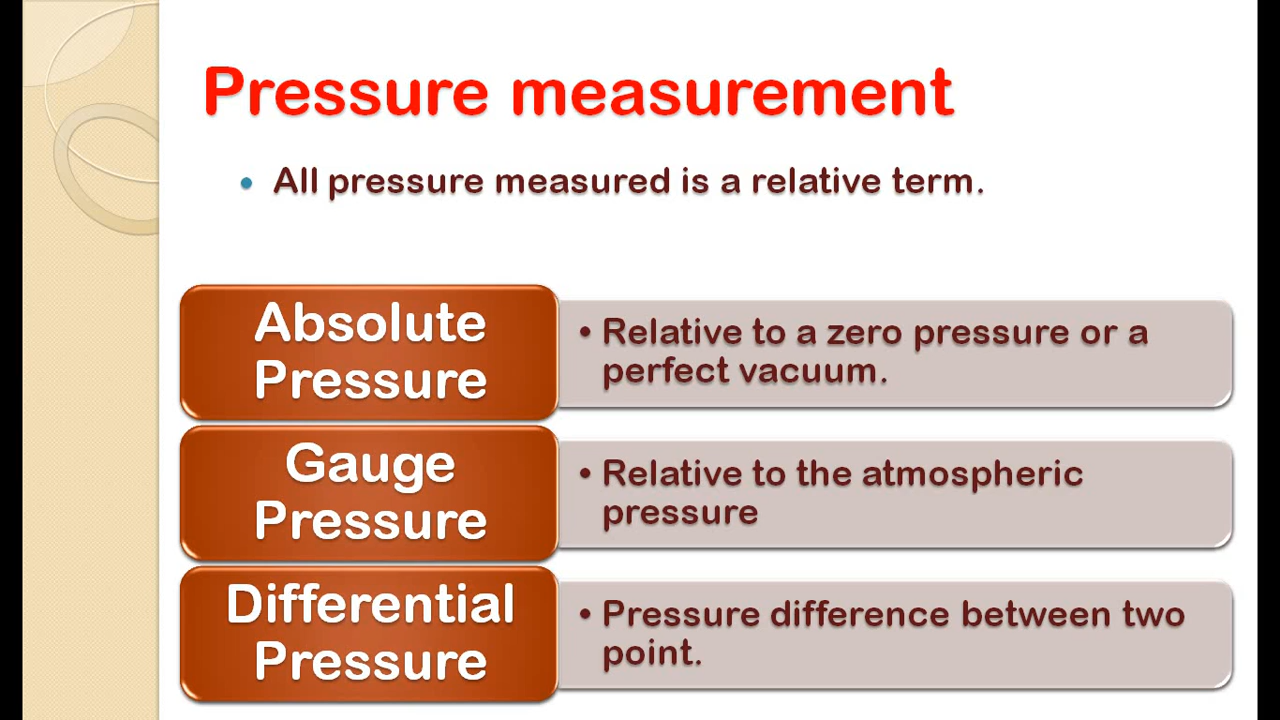 Pressure measurement
• All pressure measured is a relative term.
Absolute
Pressure
• Relative to a zero pressure or a
perfect vacuum.
Gauge
Pressure
• Relative to the atmospheric
pressure
Differential
Pressure
• Pressure difference between two
point.